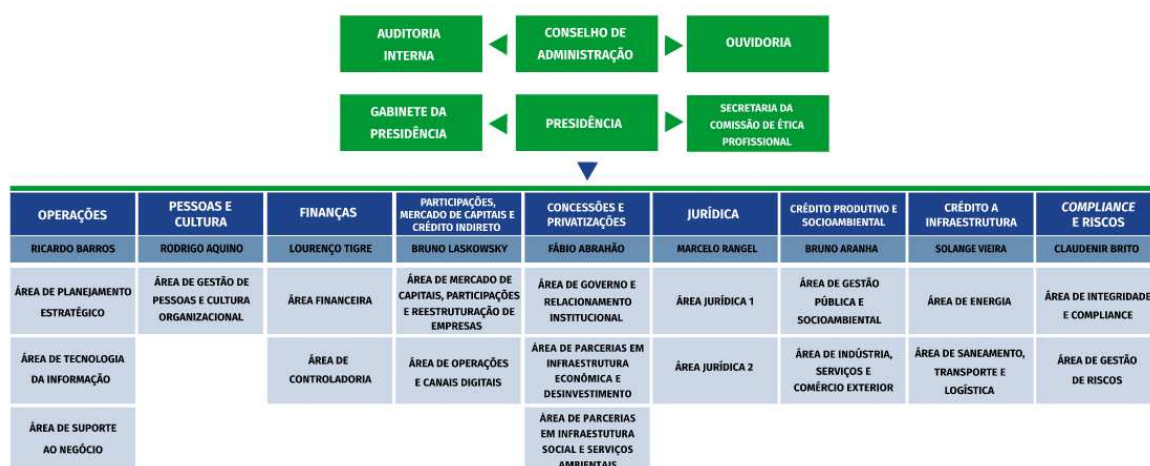 AUDITORIA
INTERNA
CONSELHO DE
ADMINISTRAÇÃO
OUVIDORIA
GABINETE DA
PRESIDÊNCIA
PRESIDÊNCIA
SECRETARIA DA
COMISSÃO DE ÉTICA
PROFISSIONAL
OPERAÇÕES
PESSOAS E
CULTURA
FINANÇAS
PARTICIPAÇÕES,
MERCADO DE CAPITAIS E
CRÉDITO INDIRETO
CONCESSÕES E
PRIVATIZAÇÕES
JURÍDICA
CRÉDITO PRODUTIVO E
SOCIOAMBIENTAL
CRÉDITO A
INFRAESTRUTURA
COMPLIANCE
E RISCOS
RICARDO BARROS
RODRIGO AQUINO
LOURENÇO TIGRE
BRUNO LASKOWSKY
FÁBIO ABRAHÃO
MARCELO RANGEL
BRUNO ARANHA
SOLANGE VIEIRA
CLAUDENIR BRITO
ÁREA DE PLANEJAMENTO
ESTRATÉGICO
ÁREA DE GESTÃO DE
PESSOAS E CULTURA
ORGANIZACIONAL
ÁREA FINANCEIRA
ÁREA DE MERCADO DE
CAPITAIS, PARTICIPAÇÕES
E REESTRUTURAÇÃO DE
EMPRESAS
ÁREA DE GOVERNO E
RELACIONAMENTO
INSTITUCIONAL
ÁREA JURÍDICA 1
ÁREA DE GESTÃO
PÚBLICA E
SOCIOAMBIENTAL
ÁREA DE ENERGIA
ÁREA DE INTEGRIDADE
E COMPLIANCE
ÁREA DE TECNOLOGIA
DA INFORMAÇÃO
ÁREA DE
CONTROLADORIA
ÁREA DE OPERAÇÕES
E CANAIS DIGITAIS
ÁREA DE PARCERIAS EM
INFRAESTRUTURA
ECONÔMICA E
DESINVESTIMENTO
ÁREA JURÍDICA 2
ÁREA DE INDÚSTRIA,
SERVIÇOS E
COMÉRCIO EXTERIOR
ÁREA DE SANEAMENTO,
TRANSPORTE E
LOGÍSTICA
ÁREA DE GESTÃO
DE RISCOS
ÁREA DE SUPORTE
AO NEGÓCIO
ÁREA DE PARCERIAS
EM INFRAESTUTURA
SOCIAL E SERVIÇOS
AMBIENTAIS